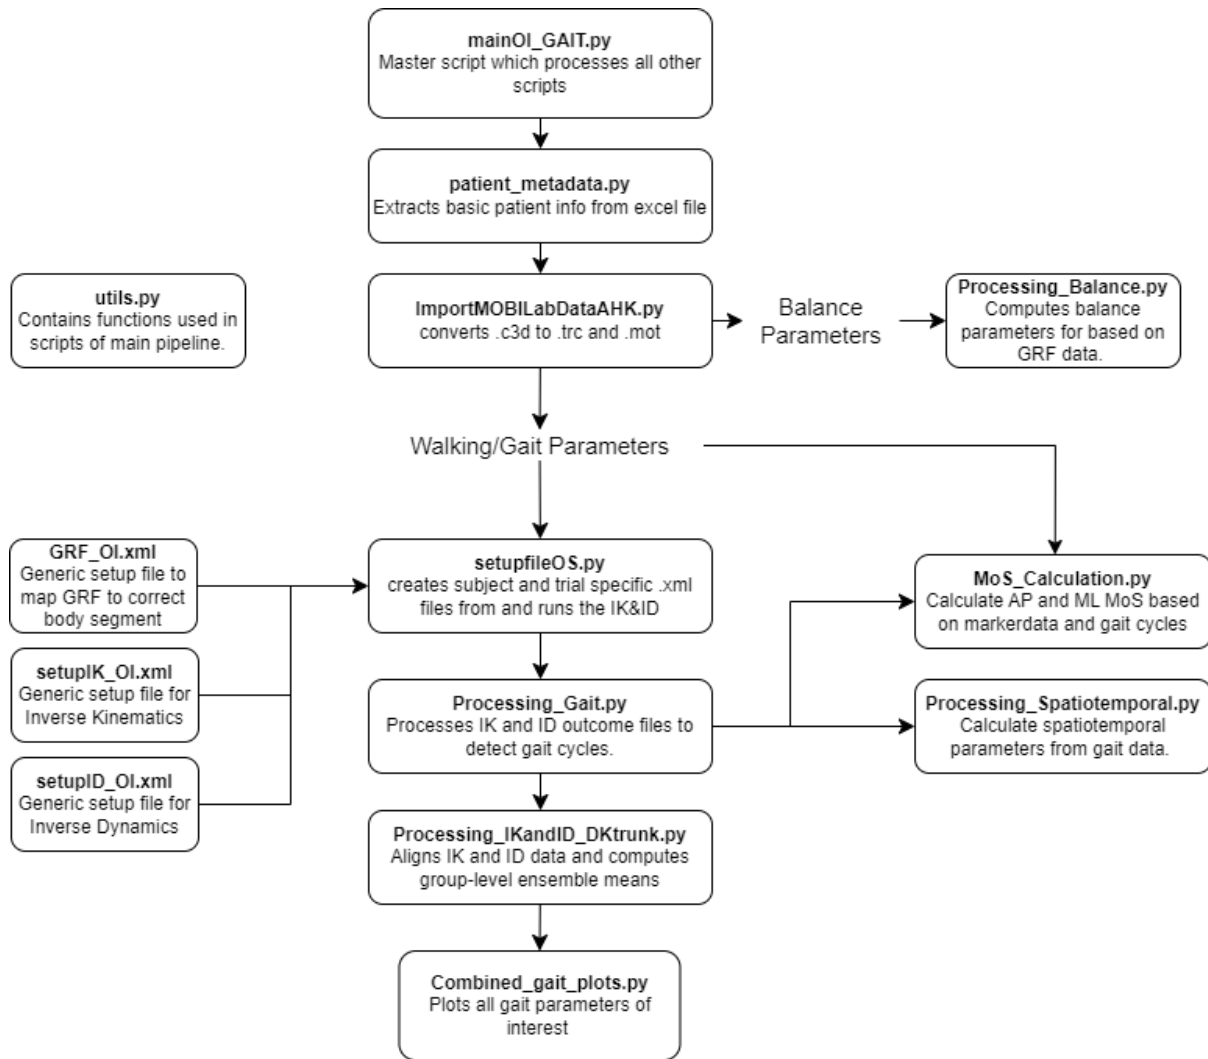 mainOI_GAIT.py
Master script which processes all other
scripts
patient_metadata.py
Extracts basic patient info from excel file
utils.py
Contains functions used in
scripts of main pipeline.
ImportMOBILabDataAHK.py
converts .c3d to .trc and .mot
Balance
Parameters
Processing_Balance.py
Computes balance
parameters for based on
GRF data.
Walking/Gait Parameters
GRF_OI.xml
Generic setup file to
map GRF to correct
body segment
setupfileOS.py
creates subject and trial specific .xml
files from and runs the IK&ID
MoS_Calculation.py
Calculate AP and ML MoS based
on markerdata and gait cycles
setupIK_OI.xml
Generic setup file for
Inverse Kinematics
Processing_Gait.py
Processes IK and ID outcome files to
detect gait cycles.
Processing_Spatiotemporal.py
Calculate spatiotemporal
parameters from gait data.
setupID_OI.xml
Generic setup file for
Inverse Dynamics
Processing_IKandID_DKtrunk.py
Aligns IK and ID data and computes
group-level ensemble means
Combined_gait_plots.py
Plots all gait parameters of
interest